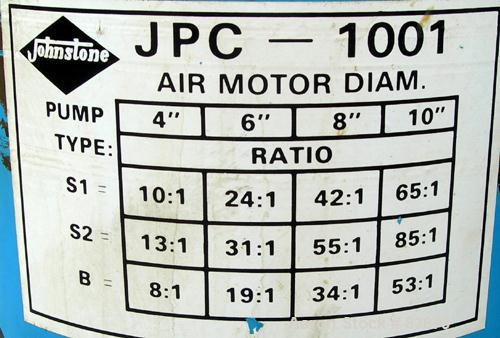 Johnstone
JPC — 1001
AIR MOTOR DIAM.
PUMP 4" 6" 8" 10"
TYPE: RATIO
S1 = 10:1 24:1 42:1 65:1
S2 = 13:1 31:1 55:1 85:1
B = 8:1 19:1 34:1 53:1